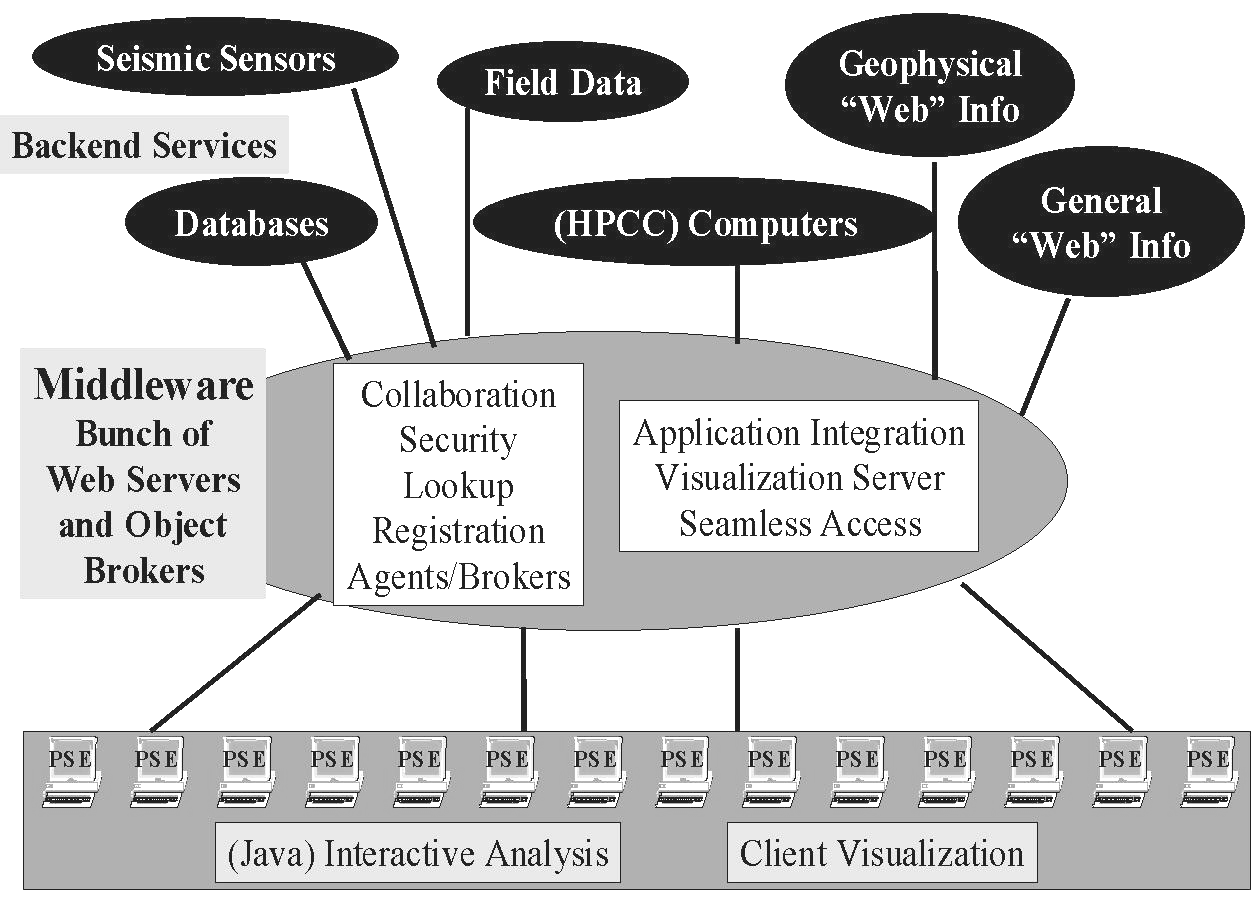 Seismic Sensors
Field Data
Geophysical
“Web” Info
Backend Services
Databases
(HPCC) Computers
General
“Web” Info
Middleware
Bunch of
Web Servers
and Object
Brokers
Collaboration
Security
Lookup
Registration
Agents/Brokers
Application Integration
Visualization Server
Seamless Access
PSE PSE PSE PSE PSE PSE PSE PSE PSE PSE PSE PSE PSE PSE
(Java) Interactive Analysis
Client Visualization